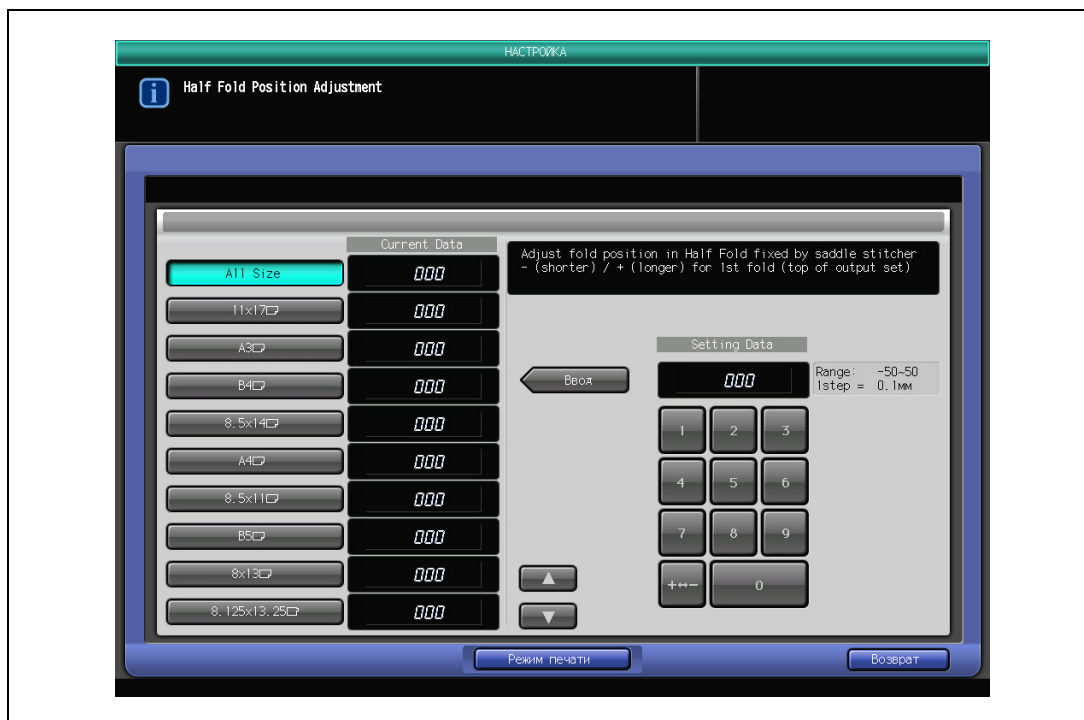 НАСТРОЙКА
Half Fold Position Adjustment
Current Data
All Size 000
11x17 000
A3 000
B4 000
8.5x14 000
A4 000
8.5x11 000
B5 000
8x13 000
8.125x13.25 000
Adjust fold position in Half Fold fixed by saddle stitcher
- (shorter) / + (longer) for 1st fold (top of output set)
Setting Data
Ввод
000
Range: -50~50
1step = 0.1мм
1 2 3
4 5 6
7 8 9
+↔- 0
▲
▼
Режим печати
Возврат